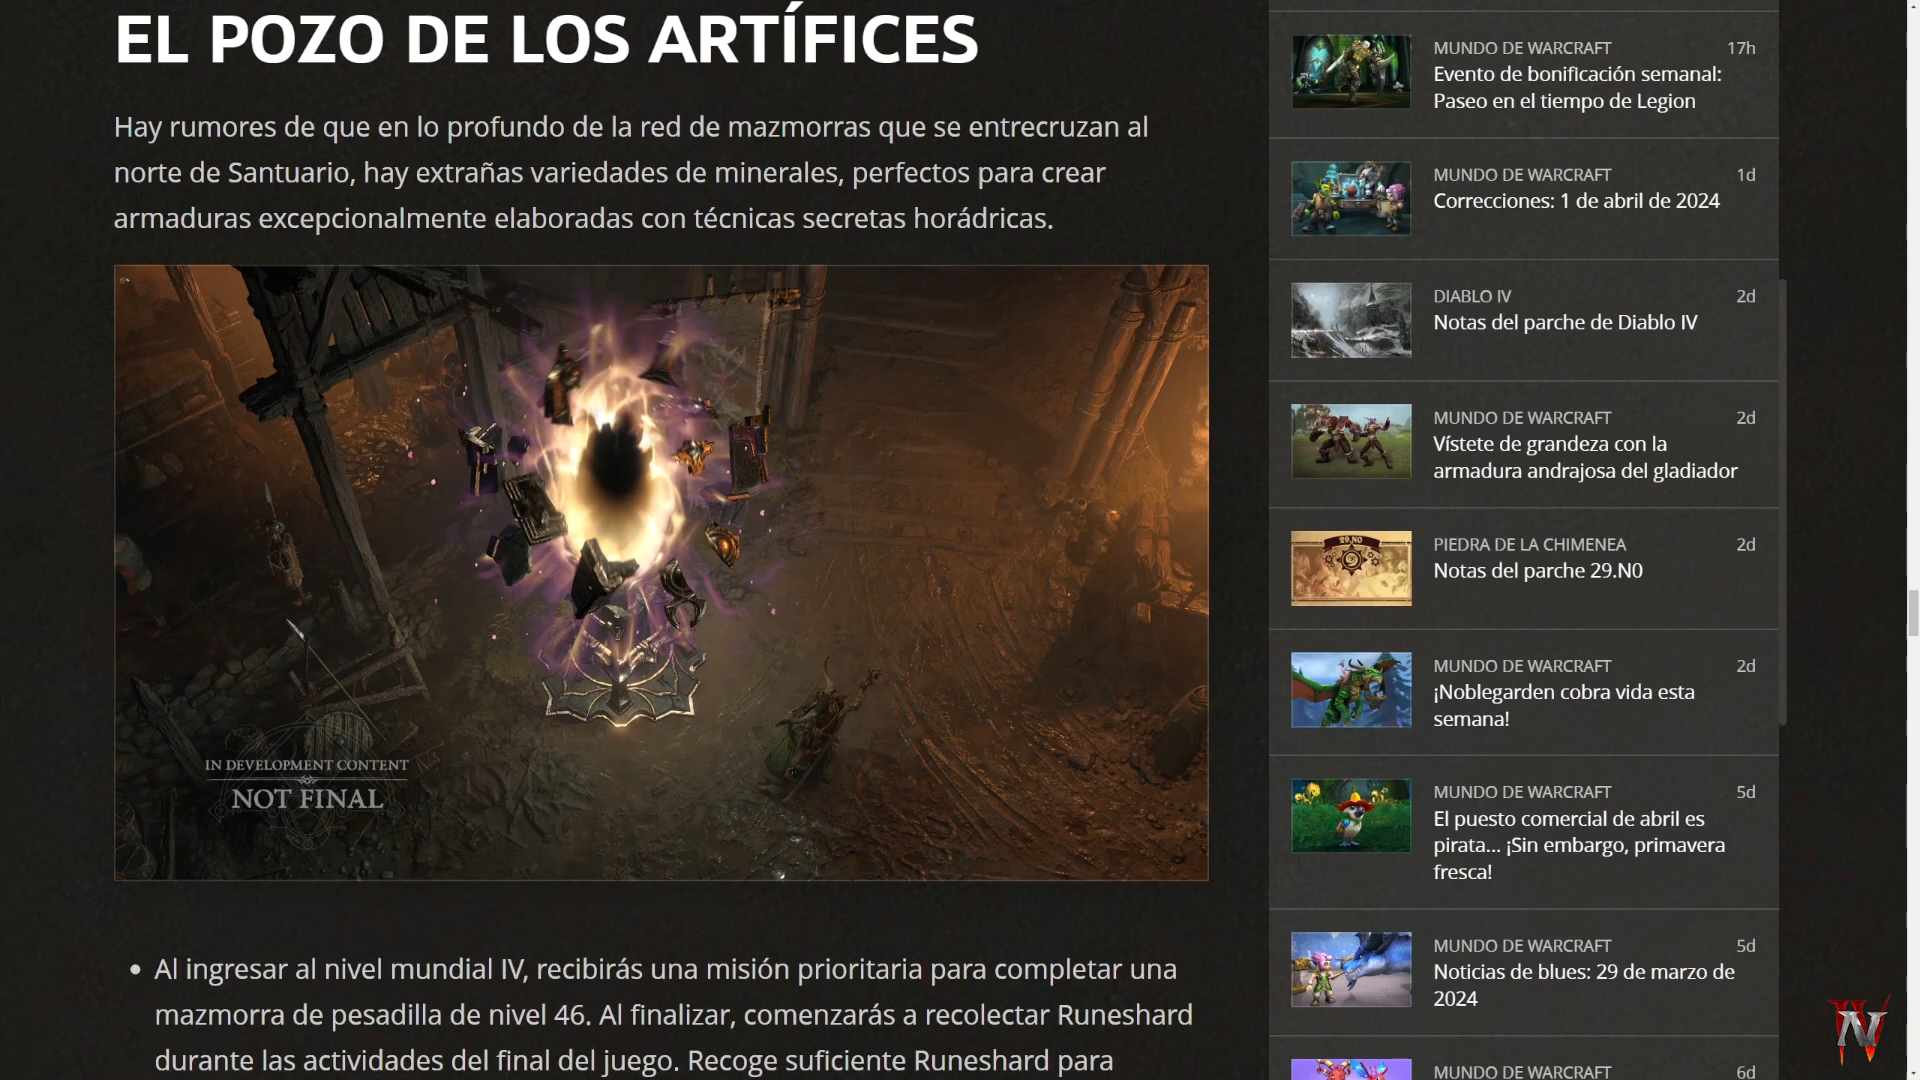 EL POZO DE LOS ARTÍFICES
Hay rumores de que en lo profundo de la red de mazmorras que se entrecruzan al
norte de Santuario, hay extrañas variedades de minerales, perfectos para crear
armaduras excepcionalmente elaboradas con técnicas secretas horádricas.
IN DEVELOPMENT CONTENT
NOT FINAL
Al ingresar al nivel mundial IV, recibirás una misión prioritaria para completar una
mazmorra de pesadilla de nivel 46. Al finalizar, comenzarás a recolectar Runeshard
durante las actividades del final del juego. Recoge suficiente Runeshard para
MUNDO DE WARCRAFT 17h
Evento de bonificación semanal:
Paseo en el tiempo de Legion
MUNDO DE WARCRAFT 1d
Correcciones: 1 de abril de 2024
DIABLO IV 2d
Notas del parche de Diablo IV
MUNDO DE WARCRAFT 2d
Vístete de grandeza con la
armadura andrajosa del gladiador
29.N0
PIEDRA DE LA CHIMENEA 2d
Notas del parche 29.N0
MUNDO DE WARCRAFT 2d
¡Noblegarden cobra vida esta
semana!
MUNDO DE WARCRAFT 5d
El puesto comercial de abril es
pirata... ¡Sin embargo, primavera
fresca!
MUNDO DE WARCRAFT 5d
Noticias de blues: 29 de marzo de
2024
MUNDO DE WARCRAFT 6d